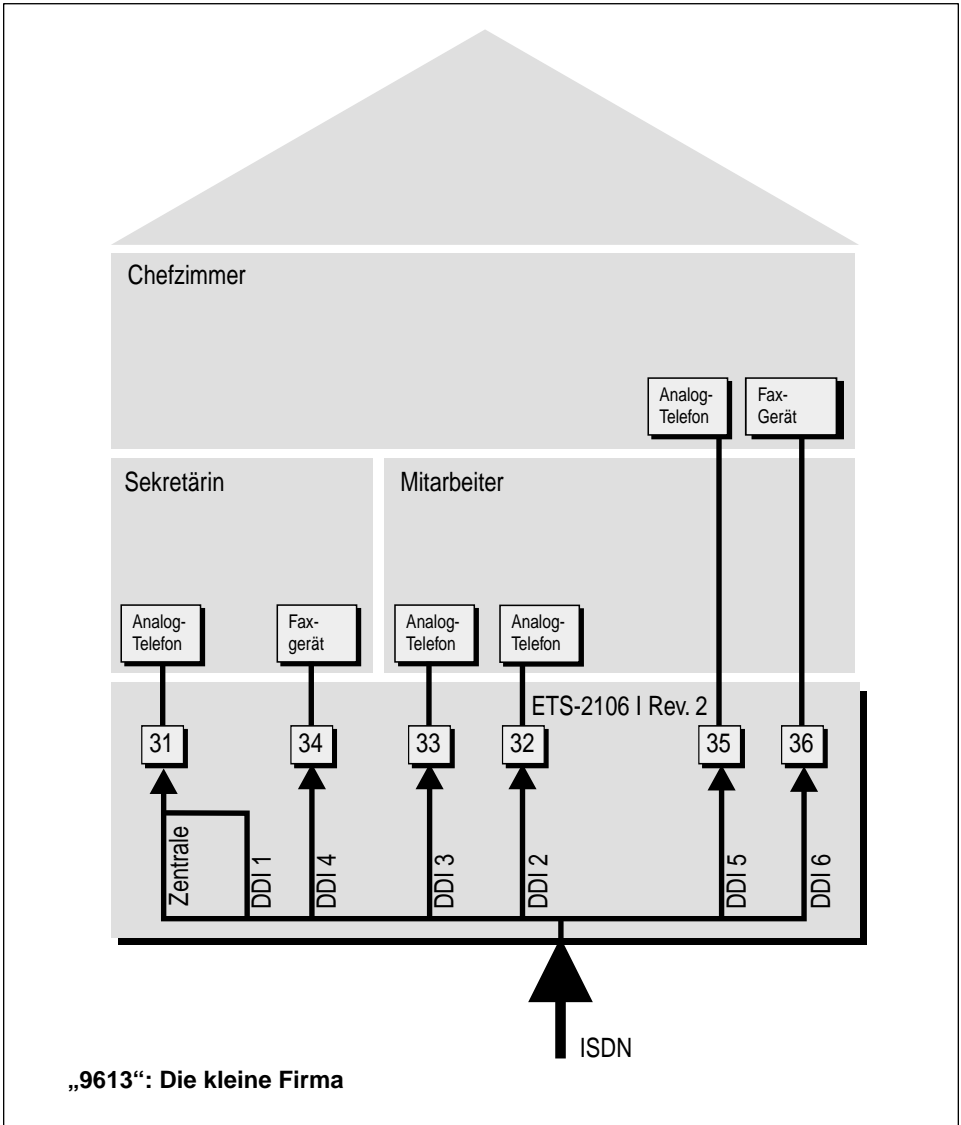 Chefzimmer
Analog-
Telefon
Fax-
Gerät
Sekretärin
Mitarbeiter
Analog-
Telefon
Fax-
gerät
Analog-
Telefon
Analog-
Telefon
ETS-2106 I Rev. 2
31
34
33
32
35
36
Zentrale
DDI 1
DDI 4
DDI 3
DDI 2
DDI 5
DDI 6
ISDN
„9613“: Die kleine Firma